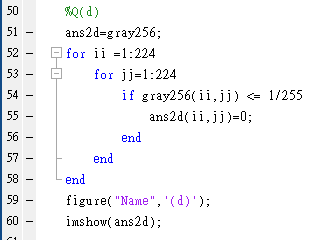 50 %Q(d)
51 — ans2d=gray256;
52 — for ii =1:224
53 — for jj=1:224
54 — if gray256(ii,jj) <= 1/255
55 — ans2d(ii,jj)=0;
56 — end
57 — end
58 — end
59 — figure("Name",'(d)');
60 — imshow(ans2d);